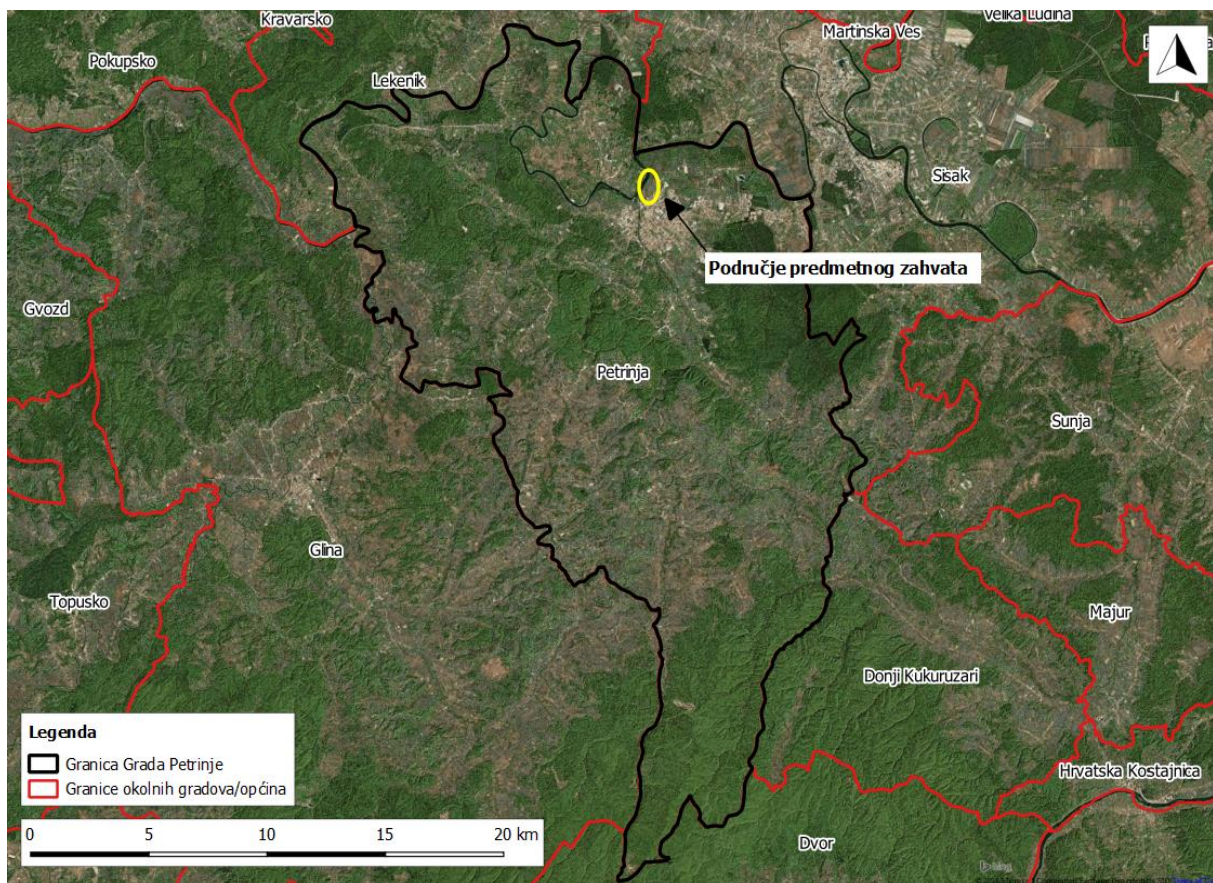 Kravarsko
Velika Ludina
Martinska Ves
Pokupsko
Lekenik
Sisak
Područje predmetnog zahvata
Gvozd
Petrinja
Sunja
Glina
Topusko
Majur
Donji Kukuruzari
Legenda
Granica Grada Petrinje
Granice okolnih gradova/općina
Hrvatska Kostajnica
0 5 10 15 20 km
Dvor